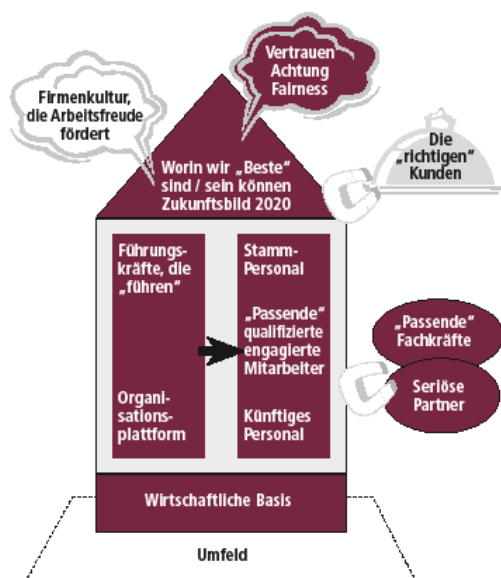 Vertrauen
Achtung
Fairness
Firmenkultur,
die Arbeitsfreude
fördert
Worin wir „Beste“
sind / sein können
Zukunftsbild 2020
Die
„richtigen“
Kunden
Führungs-
kräfte, die
„führen“
Organi-
sations-
plattform
Stamm-
Personal
„Passende“
qualifizierte
engagierte
Mitarbeiter
Künftiges
Personal
„Passende“
Fachkräfte
Seriöse
Partner
Wirtschaftliche Basis
Umfeld